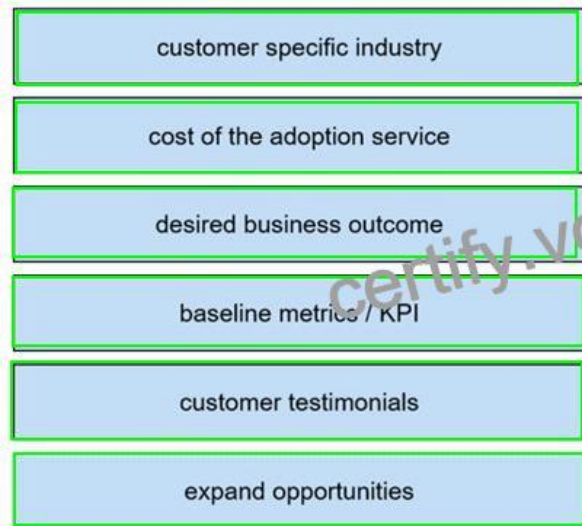 customer specific industry
cost of the adoption service
desired business outcome
baseline metrics / KPI
customer testimonials
expand opportunities